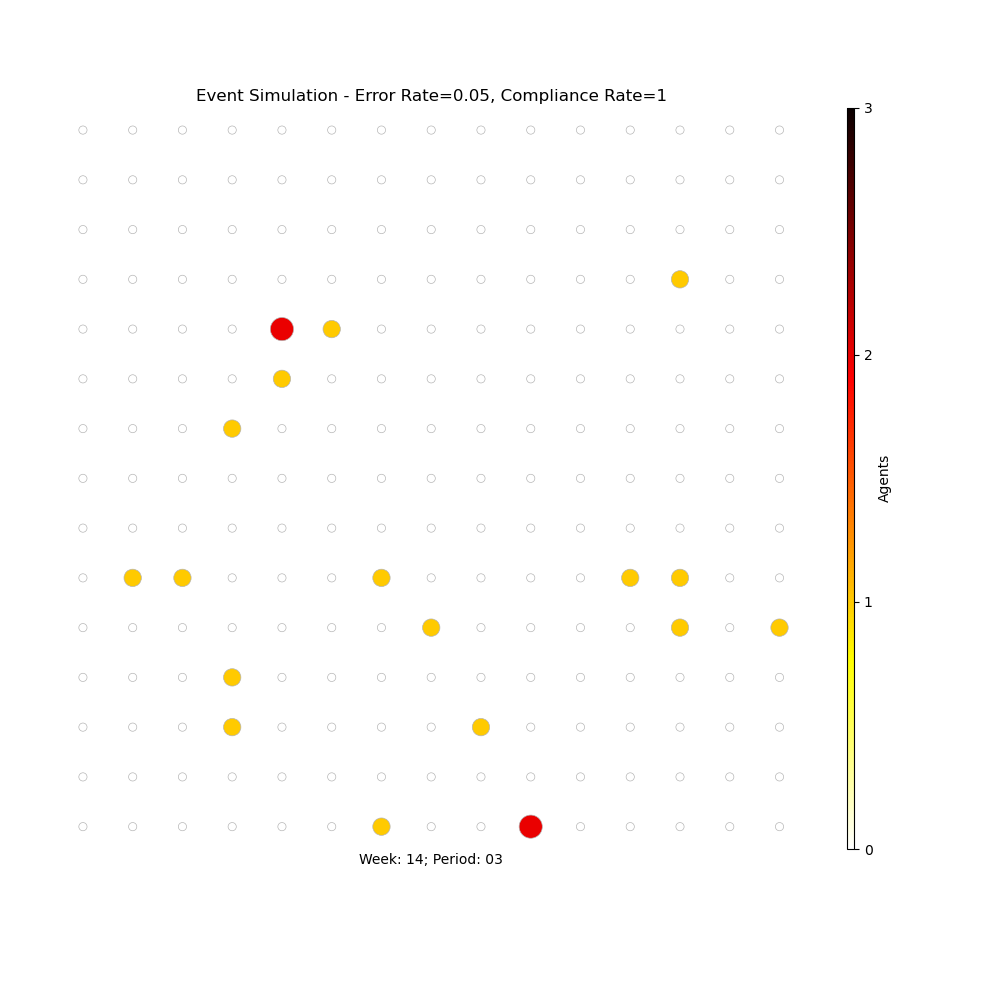 Event Simulation - Error Rate=0.05, Compliance Rate=1
3
2
Agents
1
0
Week: 14; Period: 03